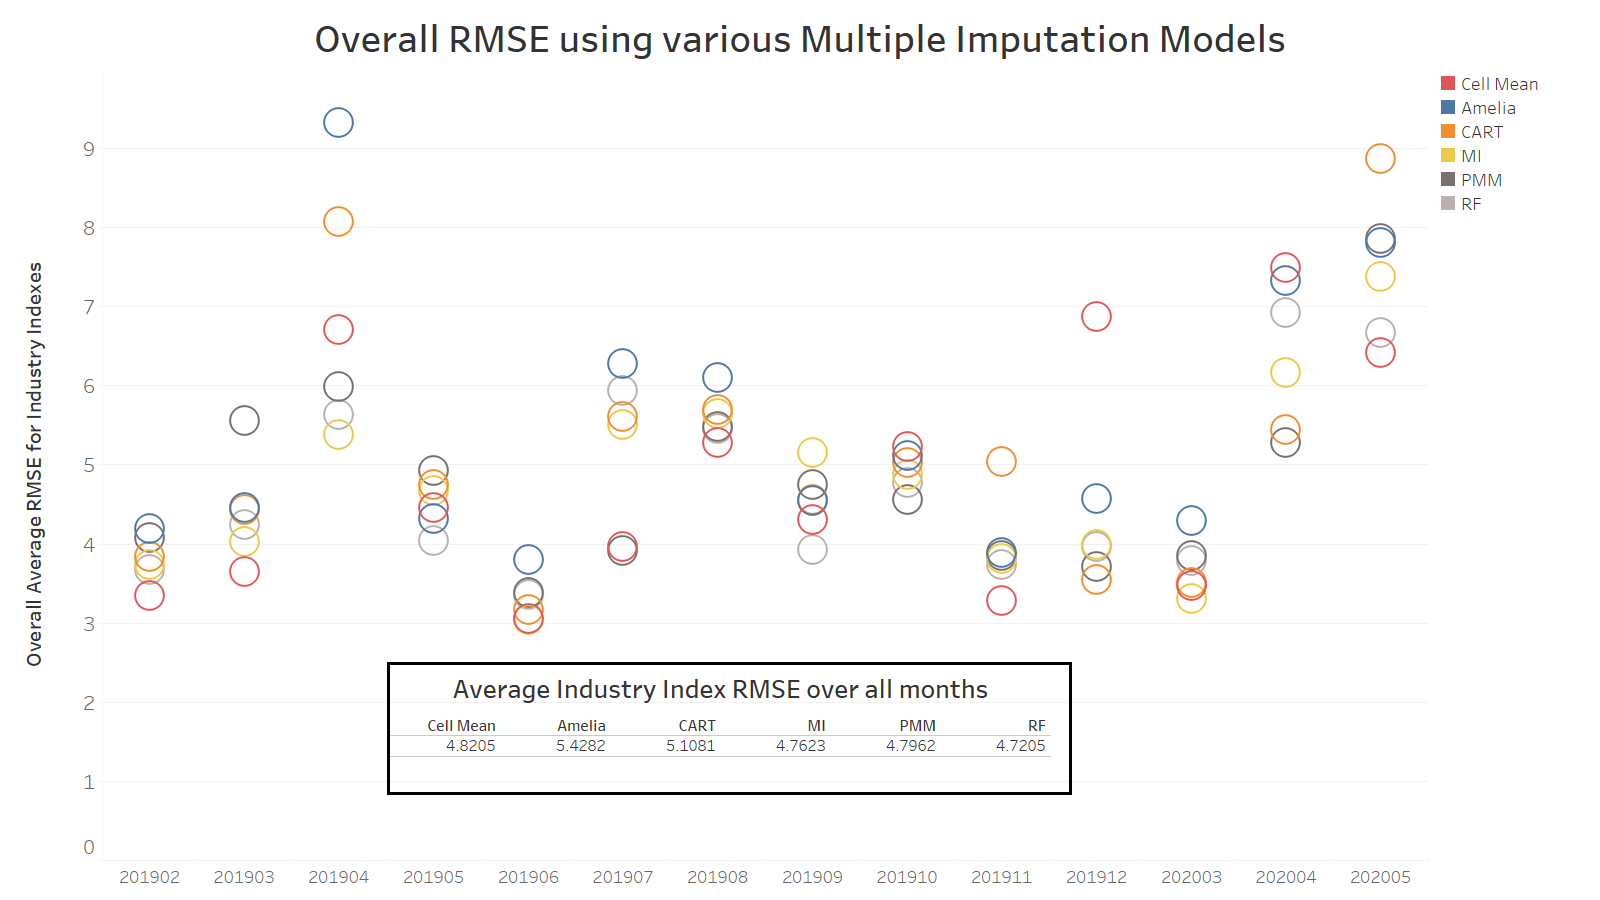 Overall RMSE using various Multiple Imputation Models
Cell Mean
Amelia
CART
MI
PMM
RF
Overall Average RMSE for Industry Indexes
9
8
7
6
5
4
3
2
1
0
Average Industry Index RMSE over all months
Cell Mean Amelia CART MI PMM RF
4.8205 5.4282 5.1081 4.7623 4.7962 4.7205
201902 201903 201904 201905 201906 201907 201908 201909 201910 201911 201912 202003 202004 202005